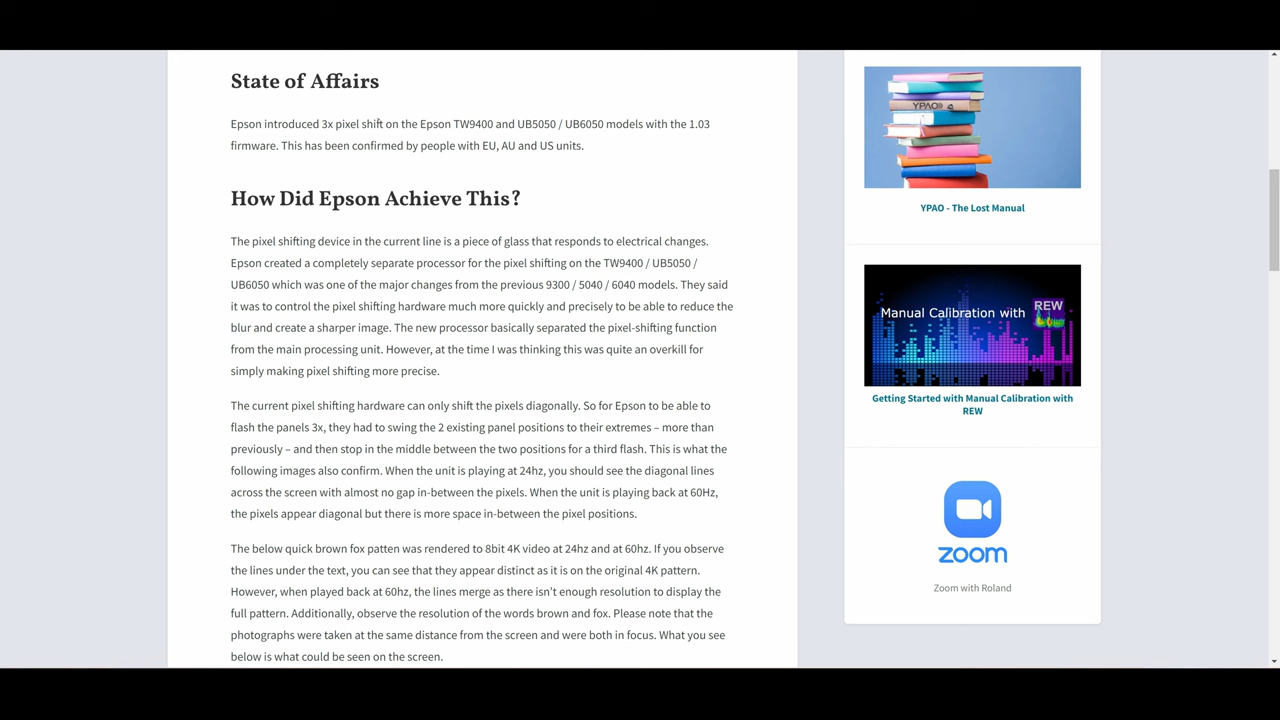 State of Affairs
Epson introduced 3x pixel shift on the Epson TW9400 and UB5050 / UB6050 models with the 1.03
firmware. This has been confirmed by people with EU, AU and US units.
How Did Epson Achieve This?
The pixel shifting device in the current line is a piece of glass that responds to electrical changes.
Epson created a completely separate processor for the pixel shifting on the TW9400 / UB5050 /
UB6050 which was one of the major changes from the previous 9300 / 5040 / 6040 models. They said
it was to control the pixel shifting hardware much more quickly and precisely to be able to reduce the
blur and create a sharper image. The new processor basically separated the pixel-shifting function
from the main processing unit. However, at the time I was thinking this was quite an overkill for
simply making pixel shifting more precise.
The current pixel shifting hardware can only shift the pixels diagonally. So for Epson to be able to
flash the panels 3x, they had to swing the 2 existing panel positions to their extremes – more than
previously – and then stop in the middle between the two positions for a third flash. This is what the
following images also confirm. When the unit is playing at 24hz, you should see the diagonal lines
across the screen with almost no gap in-between the pixels. When the unit is playing back at 60Hz,
the pixels appear diagonal but there is more space in-between the pixel positions.
The below quick brown fox patten was rendered to 8bit 4K video at 24hz and at 60hz. If you observe
the lines under the text, you can see that they appear distinct as it is on the original 4K pattern.
However, when played back at 60hz, the lines merge as there isn't enough resolution to display the
full pattern. Additionally, observe the resolution of the words brown and fox. Please note that the
photographs were taken at the same distance from the screen and were both in focus. What you see
below is what could be seen on the screen.
YPAO
YPAO - The Lost Manual
Manual Calibration with REW
Getting Started with Manual Calibration with
REW
zoom
Zoom with Roland